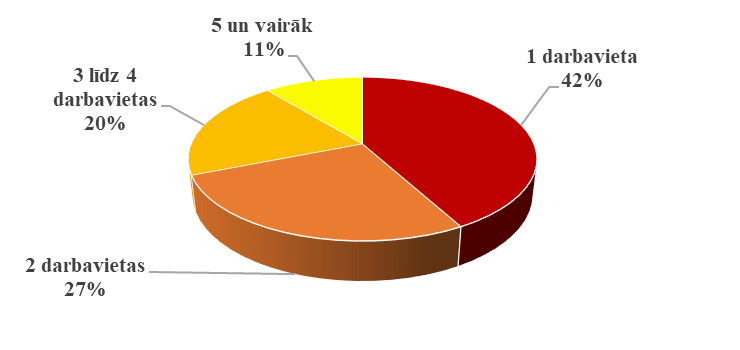 5 un vairāk
11%
1 darbavieta
42%
3 līdz 4
darbavietas
20%
2 darbavietas
27%